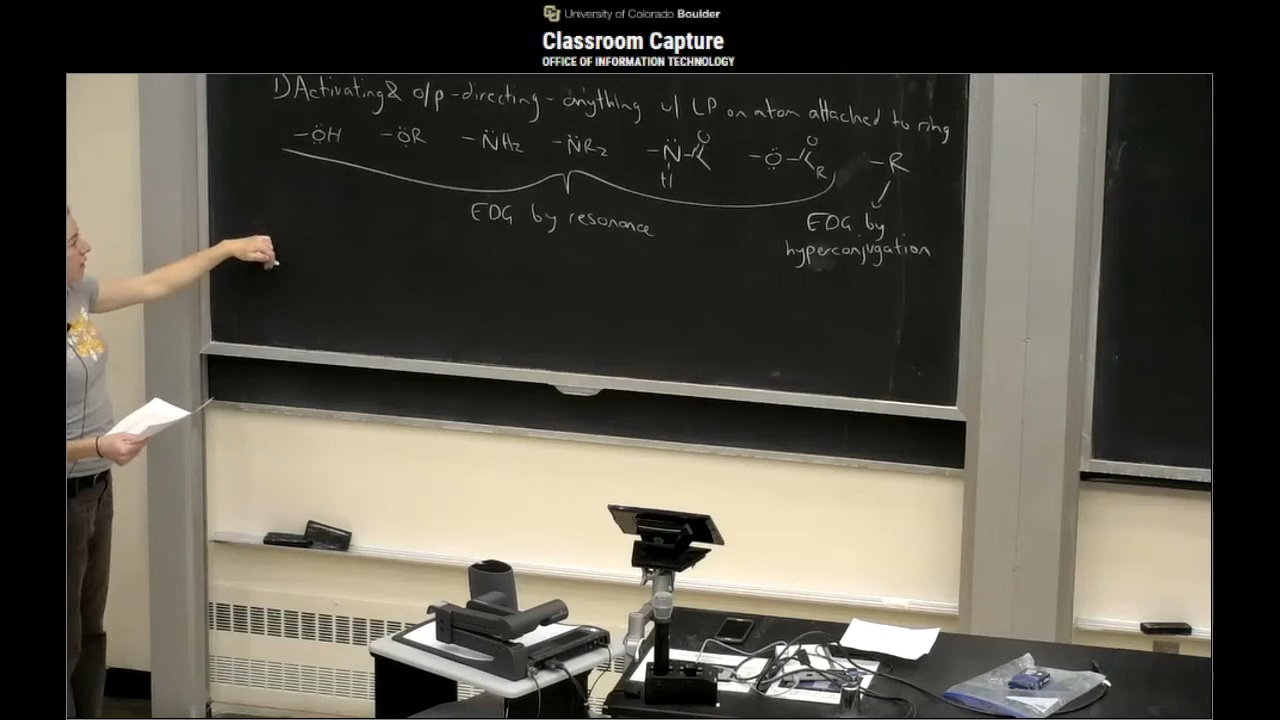 University of Colorado Boulder
Classroom Capture
OFFICE OF INFORMATION TECHNOLOGY
1) Activating & o/p-directing - anything w/ LP on atom attached to ring
-ÖH -ÖR -N̈H₂ -N̈R₂ -N̈- O -Ö- O -R
H R
EDG by resonance
EDG by
hyperconjugation